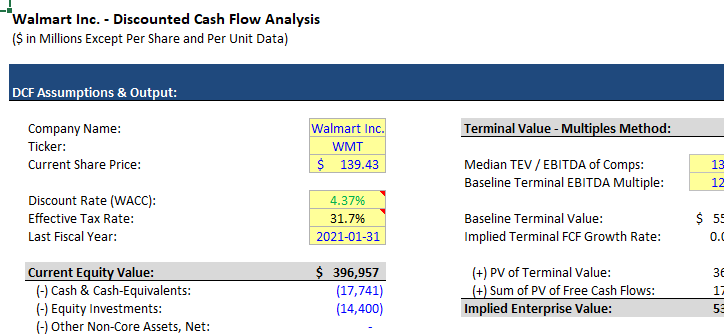 Walmart Inc. - Discounted Cash Flow Analysis
($ in Millions Except Per Share and Per Unit Data)
DCF Assumptions & Output:
Company Name: Walmart Inc. Terminal Value - Multiples Method:
Ticker: WMT
Current Share Price: $ 139.43 Median TEV / EBITDA of Comps: 13
Baseline Terminal EBITDA Multiple: 12
Discount Rate (WACC): 4.37%
Effective Tax Rate: 31.7% Baseline Terminal Value: $ 55
Last Fiscal Year: 2021-01-31 Implied Terminal FCF Growth Rate: 0.
Current Equity Value: $ 396,957 (+) PV of Terminal Value: 36
(-) Cash & Cash-Equivalents: (17,741) (+) Sum of PV of Free Cash Flows: 17
(-) Equity Investments: (14,400) Implied Enterprise Value: 53
(-) Other Non-Core Assets, Net: -